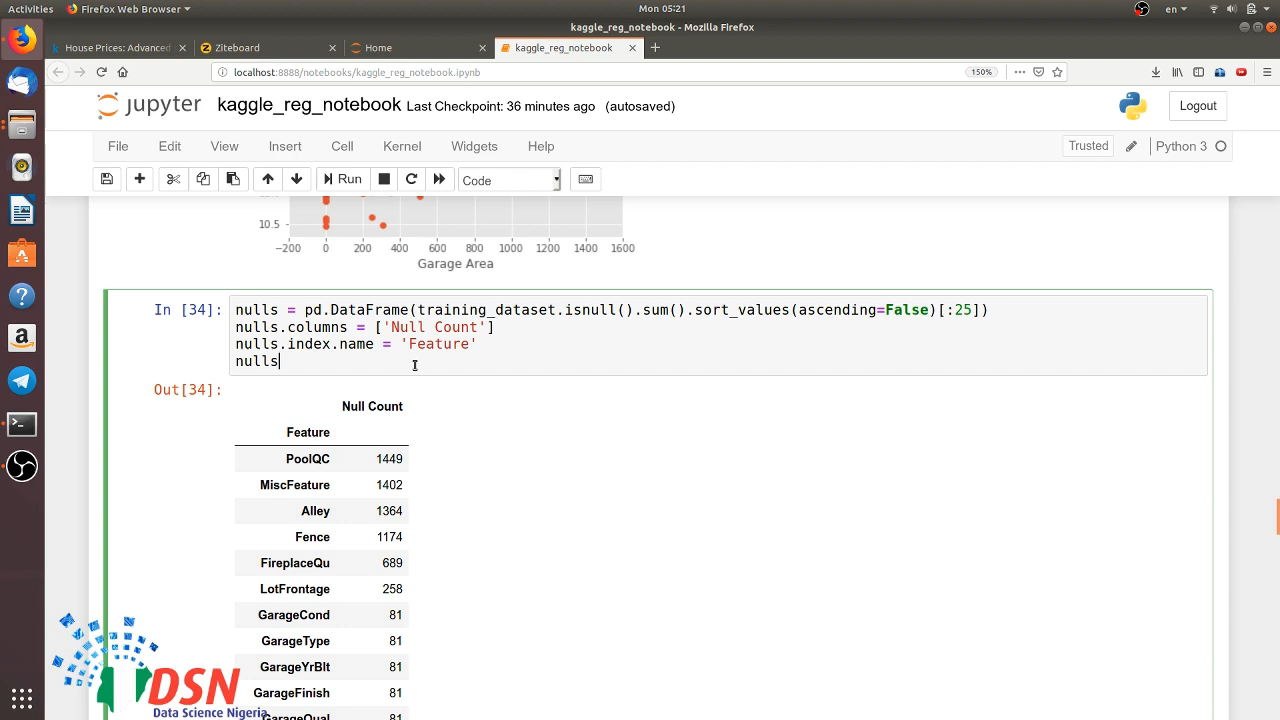 Activities Firefox Web Browser Mon 05:21 en
kaggle_reg_notebook - Mozilla Firefox
House Prices: Advanced Ziteboard Home kaggle_reg_notebook
localhost:8888/notebooks/kaggle_reg_notebook.ipynb 150%
jupyter kaggle_reg_notebook Last Checkpoint: 36 minutes ago (autosaved) Logout
File Edit View Insert Cell Kernel Widgets Help Trusted Python 3
Run Code
10.5
−200 0 200 400 600 800 1000 1200 1400 1600
Garage Area
In [34]: nulls = pd.DataFrame(training_dataset.isnull().sum().sort_values(ascending=False)[:25])
nulls.columns = ['Null Count']
nulls.index.name = 'Feature'
nulls
Out[34]:
Null Count
Feature
PoolQC 1449
MiscFeature 1402
Alley 1364
Fence 1174
FireplaceQu 689
LotFrontage 258
GarageCond 81
GarageType 81
GarageYrBlt 81
GarageFinish 81
GarageQual 81
DSN
Data Science Nigeria